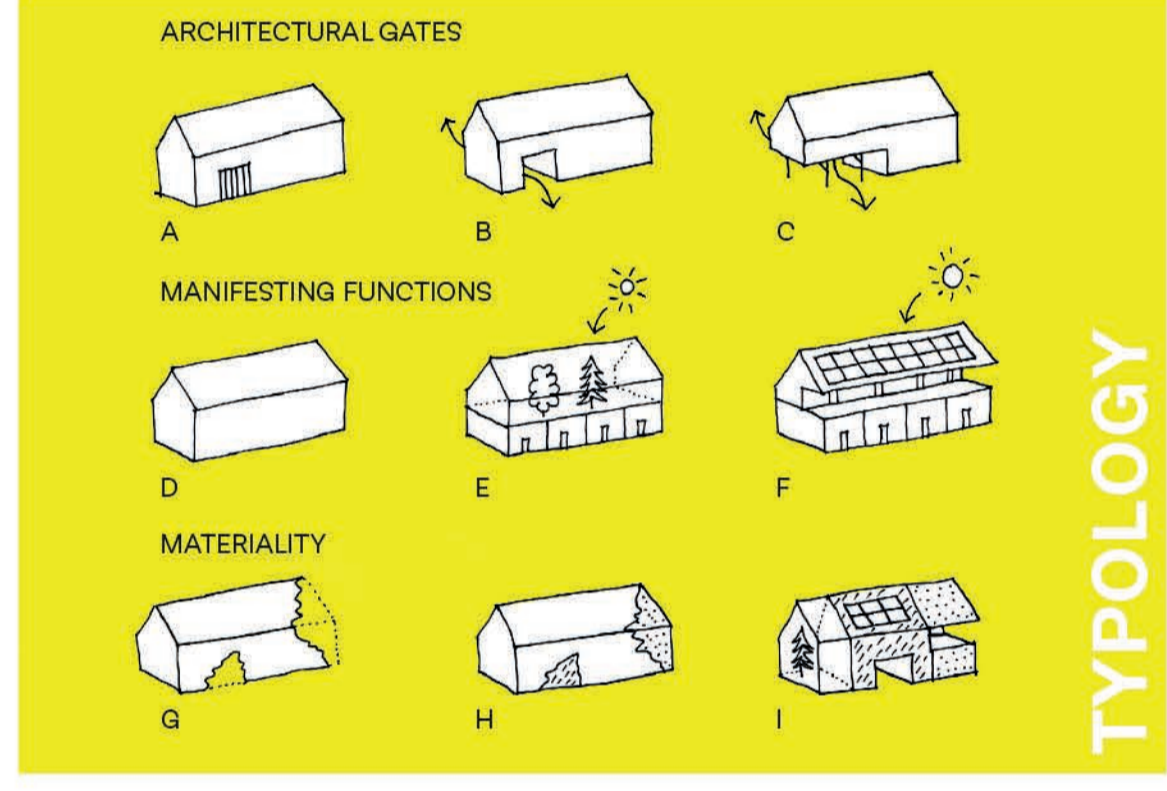 ARCHITECTURAL GATES
A
B
C
MANIFESTING FUNCTIONS
D
E
F
MATERIALITY
G
H
I
TYPOLOGY